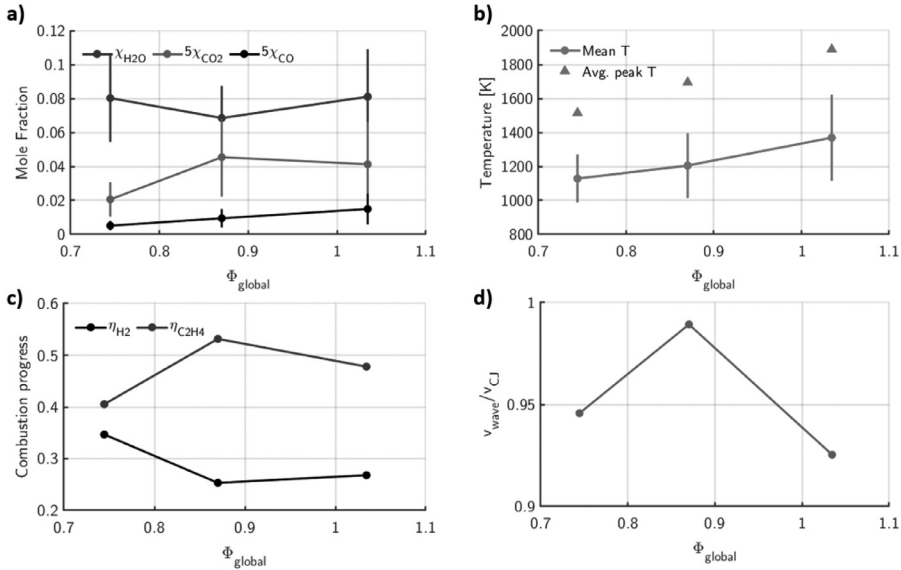 a)
0.12
0.1
0.08
0.06
0.04
0.02
0
χH2O 5χCO2 5χCO
Mole Fraction
0.7 0.8 0.9 1 1.1
Φglobal
b)
2000
1800
1600
1400
1200
1000
800
Mean T
Avg. peak T
Temperature [K]
0.7 0.8 0.9 1 1.1
Φglobal
c)
0.6
0.5
0.4
0.3
0.2
ηH2 ηC2H4
Combustion progress
0.7 0.8 0.9 1 1.1
Φglobal
d)
1
0.95
0.9
vwave/vCJ
0.7 0.8 0.9 1 1.1
Φglobal